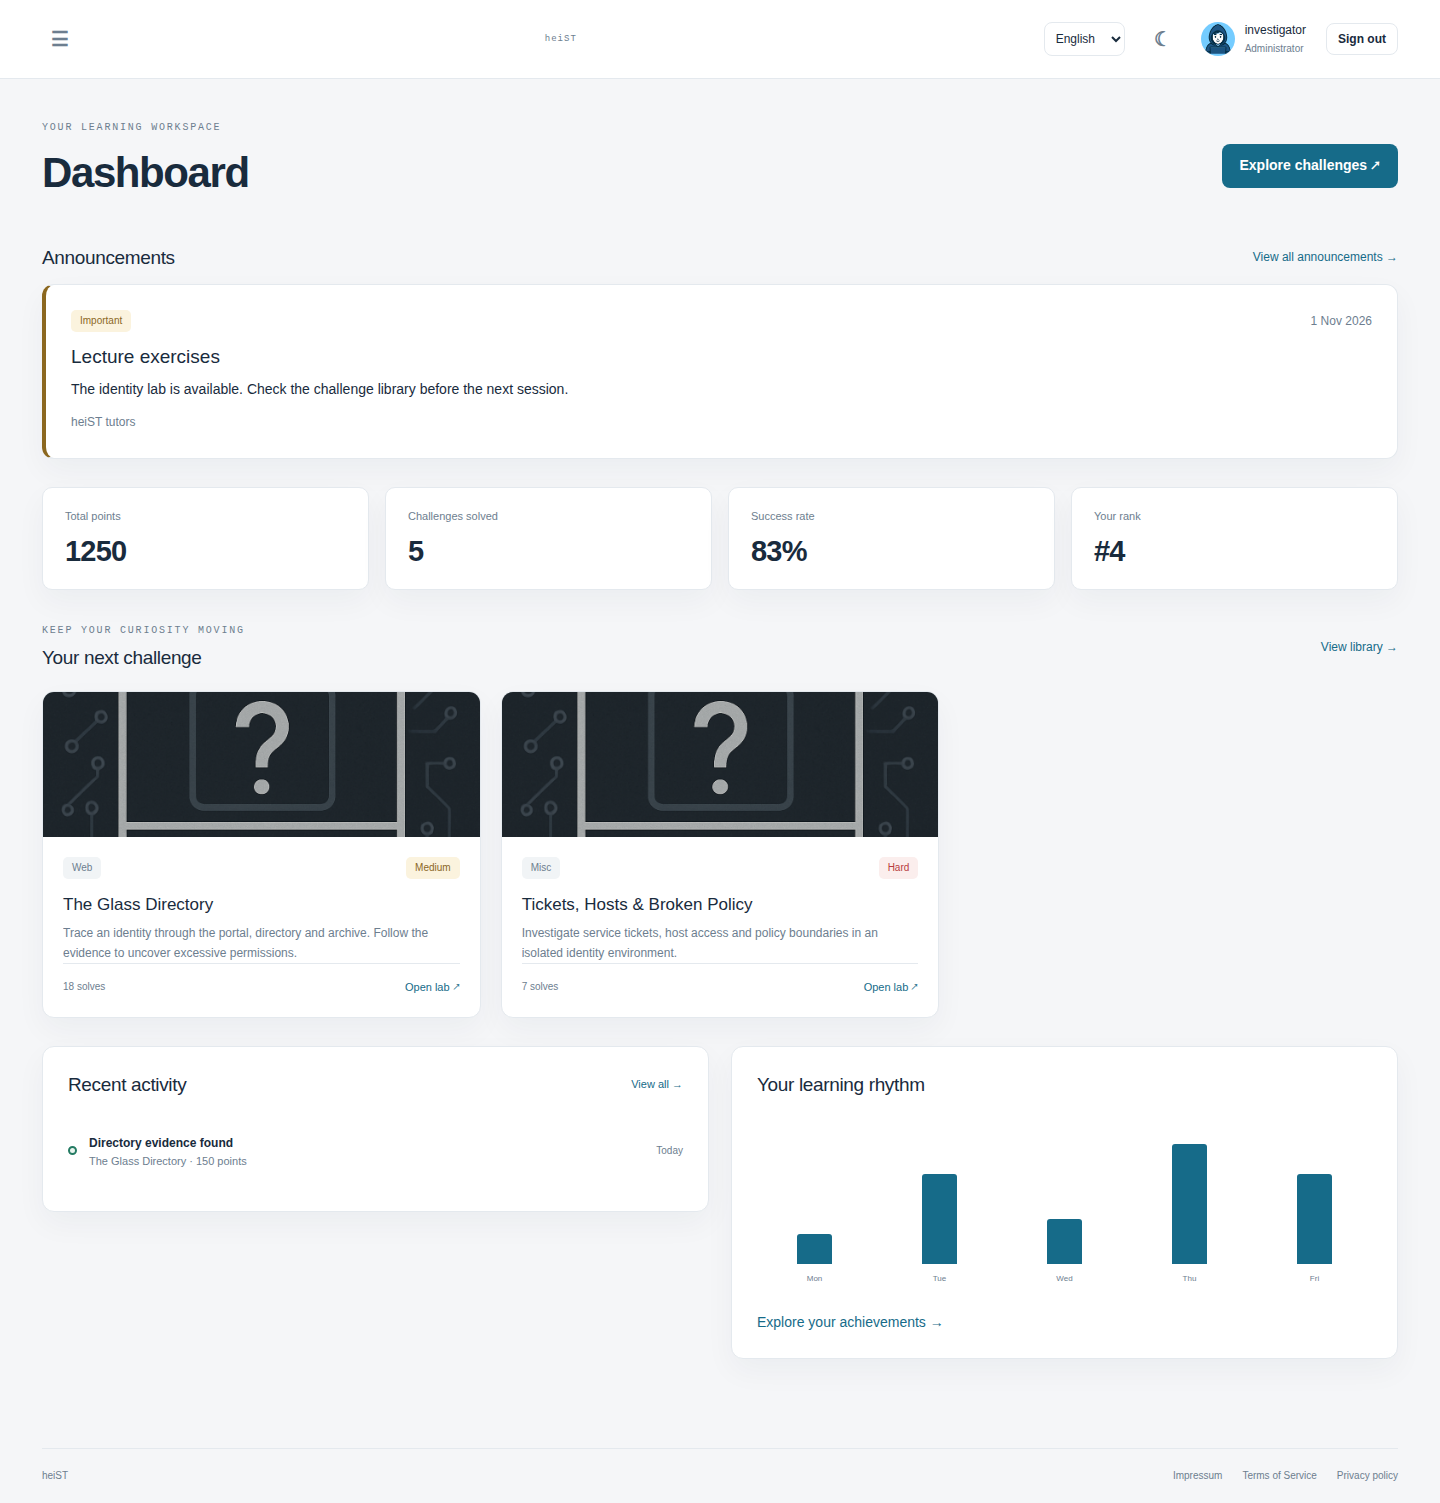 ☰
heiST
English
☾
investigator
Administrator
Sign out
YOUR LEARNING WORKSPACE
Dashboard
Explore challenges ↗
Announcements
View all announcements →
Important
1 Nov 2026
Lecture exercises
The identity lab is available. Check the challenge library before the next session.
heiST tutors
Total points
1250
Challenges solved
5
Success rate
83%
Your rank
#4
KEEP YOUR CURIOSITY MOVING
Your next challenge
View library →
?
Web
Medium
The Glass Directory
Trace an identity through the portal, directory and archive. Follow the
evidence to uncover excessive permissions.
18 solves
Open lab ↗
?
Misc
Hard
Tickets, Hosts & Broken Policy
Investigate service tickets, host access and policy boundaries in an
isolated identity environment.
7 solves
Open lab ↗
Recent activity
View all →
Directory evidence found
The Glass Directory · 150 points
Today
Your learning rhythm
Mon
Tue
Wed
Thu
Fri
Explore your achievements →
heiST
Impressum
Terms of Service
Privacy policy